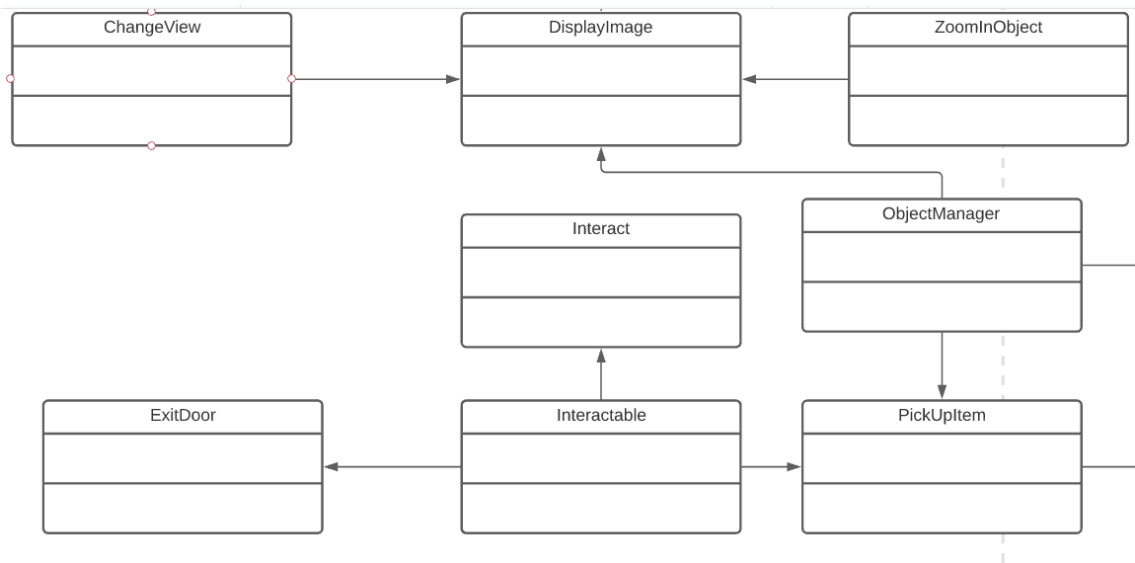 ChangeView
DisplayImage
ZoomInObject
ObjectManager
Interact
ExitDoor
Interactable
PickUpItem